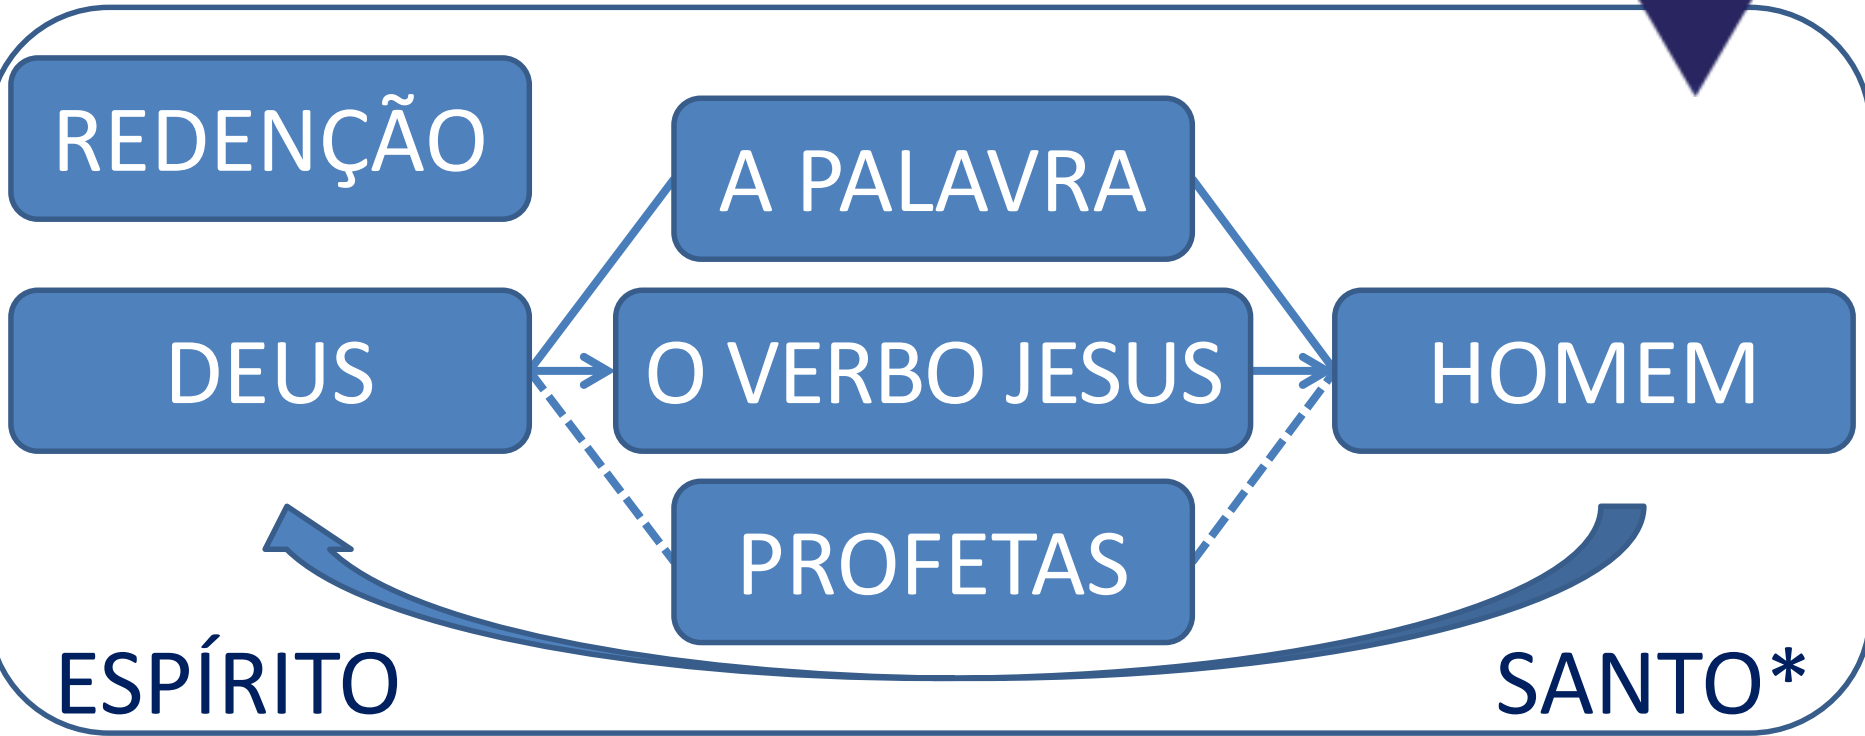 REDENÇÃO
A PALAVRA
DEUS
O VERBO JESUS
HOMEM
PROFETAS
ESPÍRITO
SANTO*